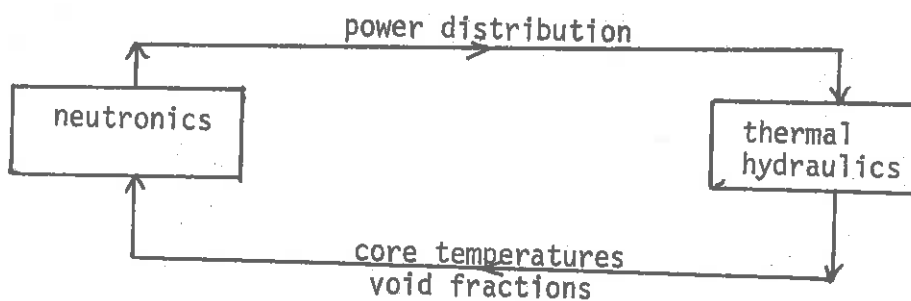 power distribution
neutronics
thermal
hydraulics
core temperatures
void fractions